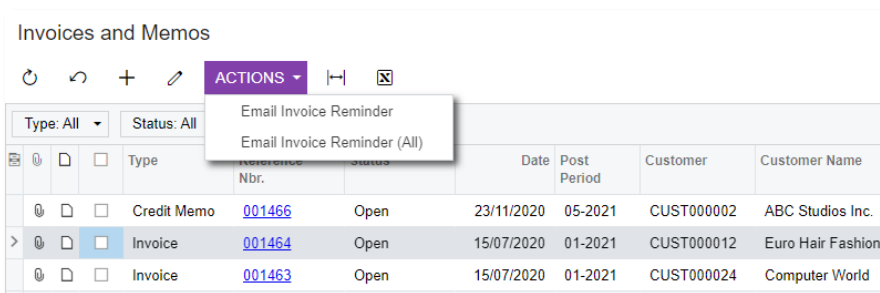 Invoices and Memos
ACTIONS
Email Invoice Reminder
Email Invoice Reminder (All)
Type: All Status: All
Type Reference Nbr. Status Date Post Period Customer Customer Name
Credit Memo 001466 Open 23/11/2020 05-2021 CUST000002 ABC Studios Inc.
Invoice 001464 Open 15/07/2020 01-2021 CUST000012 Euro Hair Fashion
Invoice 001463 Open 15/07/2020 01-2021 CUST000024 Computer World